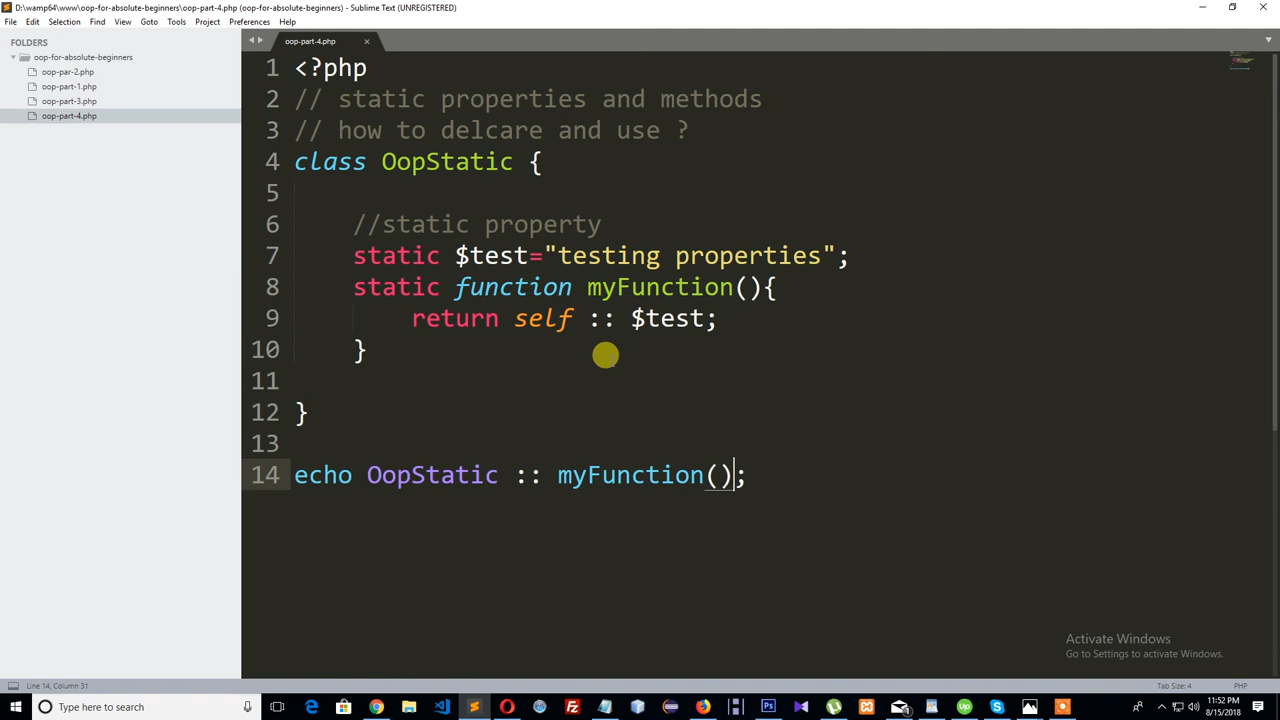 D:\wamp64\www\oop-for-absolute-beginners\oop-part-4.php (oop-for-absolute-beginners) - Sublime Text (UNREGISTERED)
File Edit Selection Find View Goto Tools Project Preferences Help
FOLDERS
oop-for-absolute-beginners
oop-par-2.php
oop-part-1.php
oop-part-3.php
oop-part-4.php
oop-part-4.php
1 <?php
2 // static properties and methods
3 // how to delcare and use ?
4 class OopStatic {
5
6 //static property
7 static $test="testing properties";
8 static function myFunction(){
9 return self :: $test;
10 }
11
12 }
13
14 echo OopStatic :: myFunction();
Activate Windows
Go to Settings to activate Windows.
Line 14, Column 31
Tab Size: 4
PHP
Type here to search
11:52 PM
8/15/2018